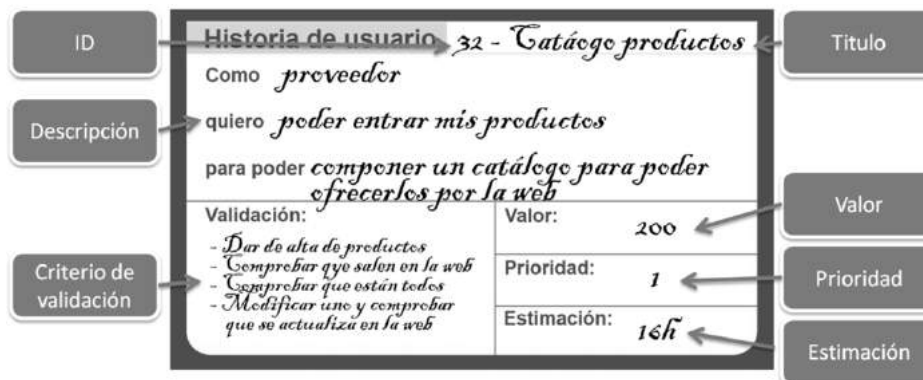 ID
Historia de usuario 32 - Catáogo productos
Titulo
Como proveedor
Descripción
quiero poder entrar mis productos
para poder componer un catálogo para poder
ofrecerlos por la web
Validación:
- Dar de alta de productos
- Comprobar qye salen en la web
- Comprobar que están todos
- Modificar uno y comprobar
que se actualiza en la web
Criterio de
validación
Valor:
200
Valor
Prioridad:
1
Prioridad
Estimación:
16h
Estimación